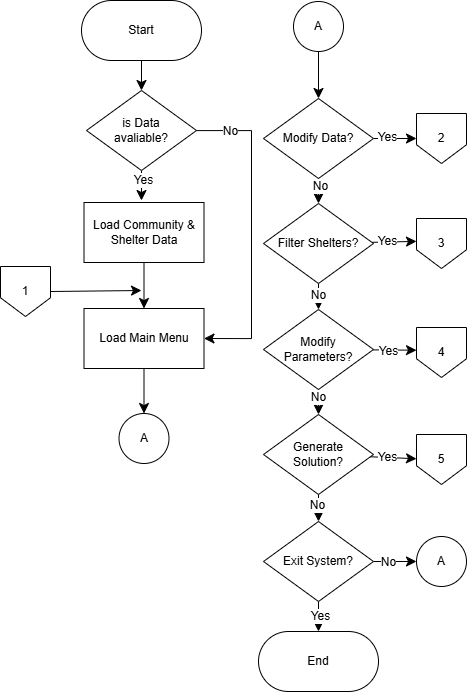 Start
is Data
avaliable?
No
Yes
Load Community &
Shelter Data
1
Load Main Menu
A
A
Modify Data?
Yes
2
No
Filter Shelters?
Yes
3
No
Modify
Parameters?
Yes
4
No
Generate
Solution?
Yes
5
No
Exit System?
No
A
Yes
End